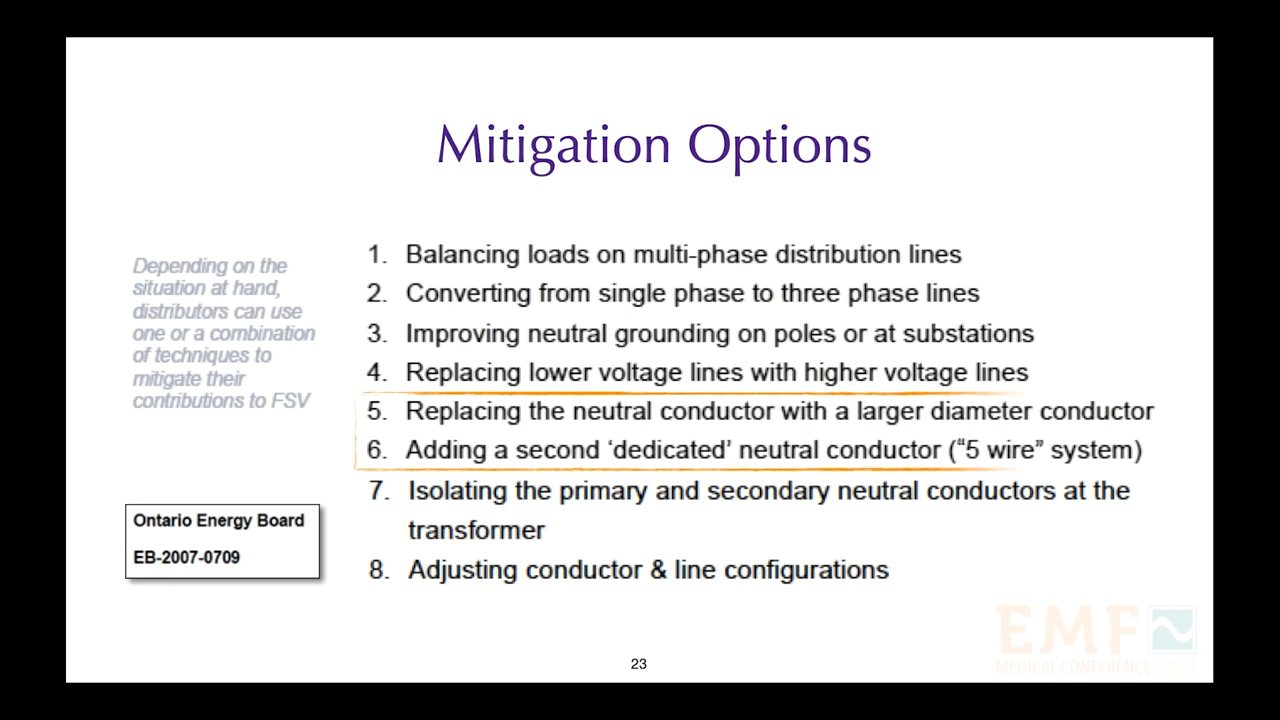 Mitigation Options
Depending on the
situation at hand,
distributors can use
one or a combination
of techniques to
mitigate their
contributions to FSV
Ontario Energy Board
EB-2007-0709
1. Balancing loads on multi-phase distribution lines
2. Converting from single phase to three phase lines
3. Improving neutral grounding on poles or at substations
4. Replacing lower voltage lines with higher voltage lines
5. Replacing the neutral conductor with a larger diameter conductor
6. Adding a second ‘dedicated’ neutral conductor (“5 wire” system)
7. Isolating the primary and secondary neutral conductors at the
transformer
8. Adjusting conductor & line configurations
EMF
MEDICAL CONFERENCE
23